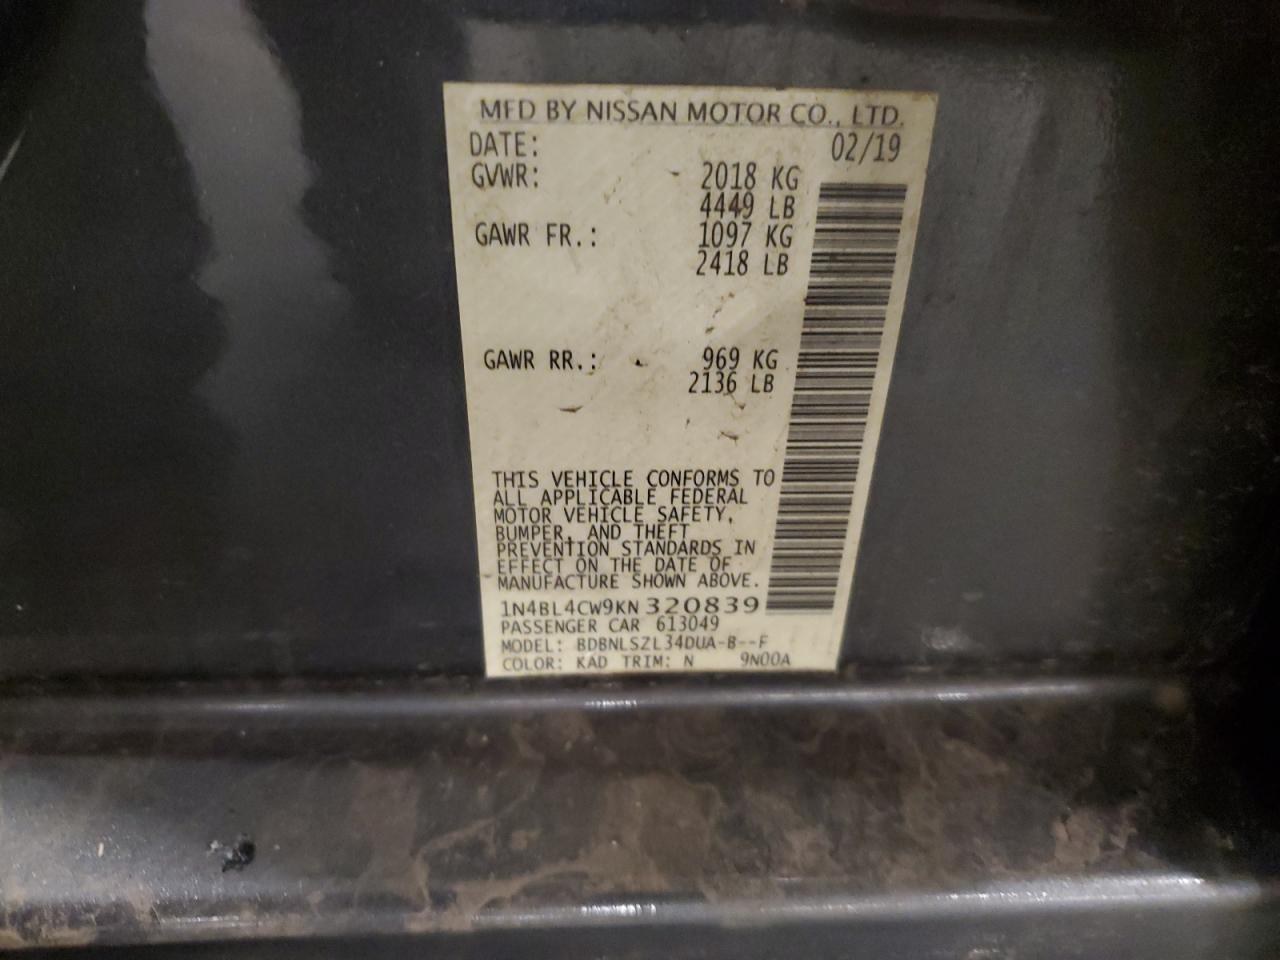 MFD BY NISSAN MOTOR CO., LTD.
DATE: 02/19
GVWR: 2018 KG
4449 LB
GAWR FR.: 1097 KG
2418 LB
GAWR RR.: 969 KG
2136 LB
THIS VEHICLE CONFORMS TO
ALL APPLICABLE FEDERAL
MOTOR VEHICLE SAFETY,
BUMPER, AND THEFT
PREVENTION STANDARDS IN
EFFECT ON THE DATE OF
MANUFACTURE SHOWN ABOVE.
1N4BL4CW9KN320839
PASSENGER CAR 613049
MODEL: BDBNLSZL34DUA-B--F
COLOR: KAD TRIM: N 9N00A